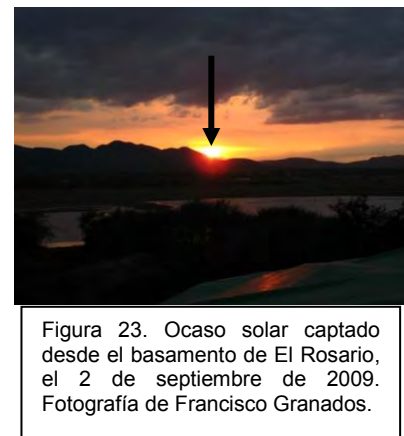 Figura 23. Ocaso solar captado
desde el basamento de El Rosario,
el 2 de septiembre de 2009.
Fotografía de Francisco Granados.